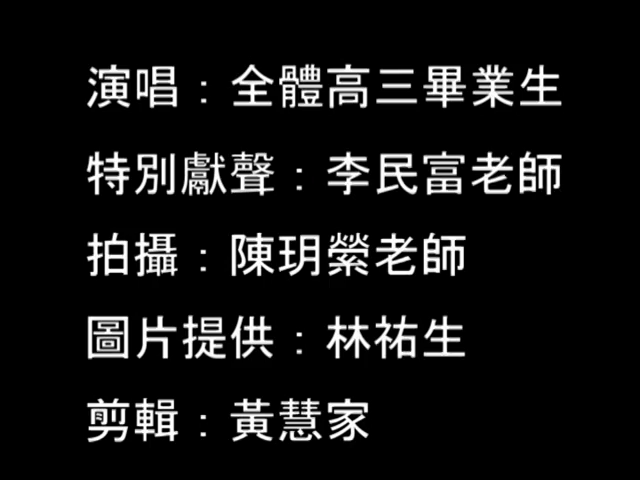 演唱：全體高三畢業生
特別獻聲：李民富老師
拍攝：陳玥縈老師
圖片提供：林祐生
剪輯：黃慧家